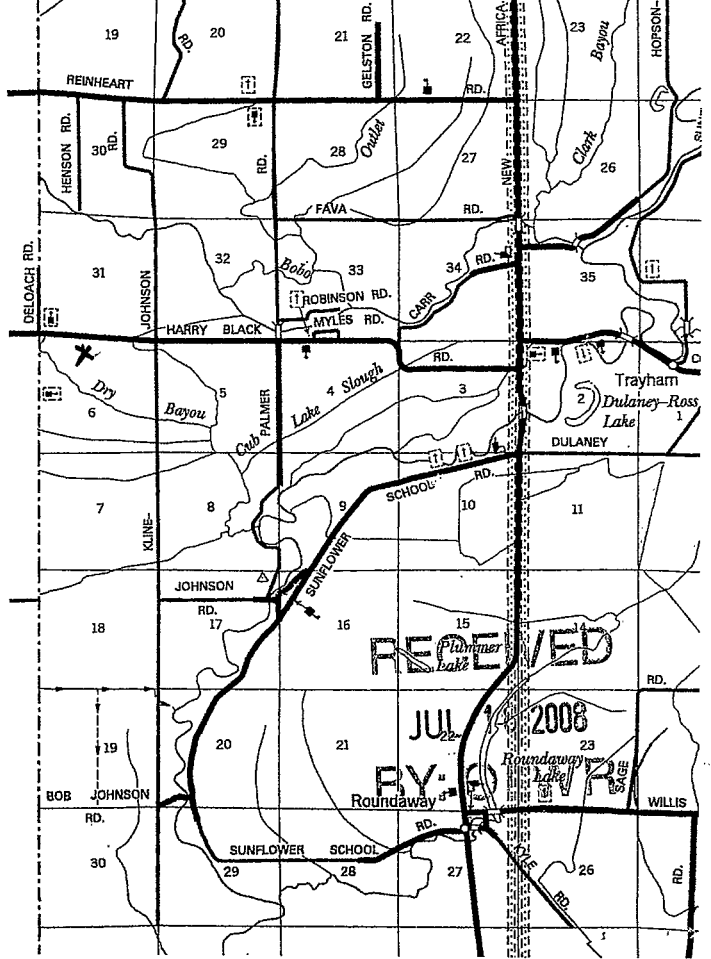 19
20
RD.
21
GELSTON RD.
22
AFRICA
23
Bayou
HOPSON-
REINHEART
RD.
HENSON RD.
30
RD.
29
RD.
28
Outlet
27
NEW
Clark
26
FAVA RD.
DELOACH RD.
31
JOHNSON
32
Bobo
33
ROBINSON RD.
MYLES RD.
CARR
34
RD.
35
HARRY BLACK
RD.
Dry
Bayou
6
5
PALMER
Cub Lake Slough
4
3
Trayham
2
Dulaney-Ross
Lake
1
DULANEY
7
KLINE-
8
9
SCHOOL RD.
10
11
SUNFLOWER
JOHNSON
RD.
18
17
16
15
14
RECEIVED
Plummer
Lake
RD.
19
20
21
JUL 2008
22
23
Roundaway
Lake
BY
SAGE
BOB JOHNSON
RD.
Roundaway
WILLIS
RD.
SUNFLOWER SCHOOL
30
29
28
27
LYLE
RD.
26
RD.